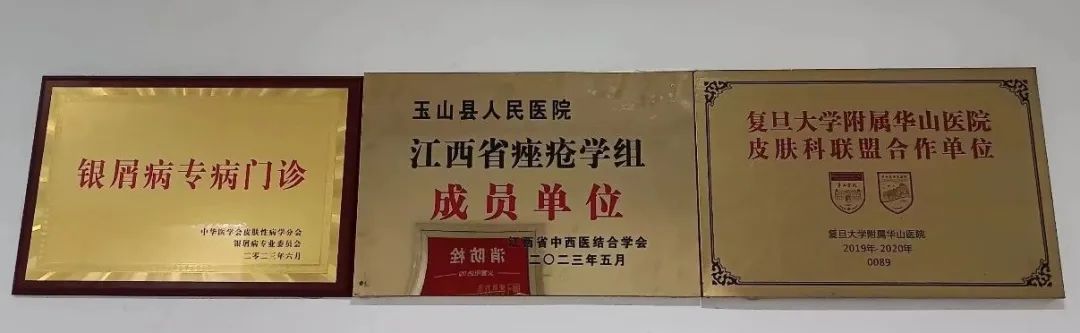 银屑病专病门诊
中华医学会皮肤性病学分会
银屑病专业委员会
二零二三年六月
玉山县人民医院
江西省痤疮学组
成员单位
江西省中西医结合学会
二〇二三年五月
消防栓
复旦大学附属华山医院
皮肤科联盟合作单位
复旦大学附属华山医院
2019年-2020年
0089